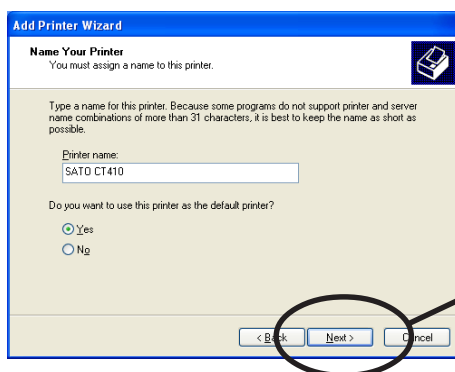 Add Printer Wizard
Name Your Printer
You must assign a name to this printer.
Type a name for this printer. Because some programs do not support printer and server
name combinations of more than 31 characters, it is best to keep the name as short as
possible.
Printer name:
SATO CT410
Do you want to use this printer as the default printer?
Yes
No
< Back Next > Cancel